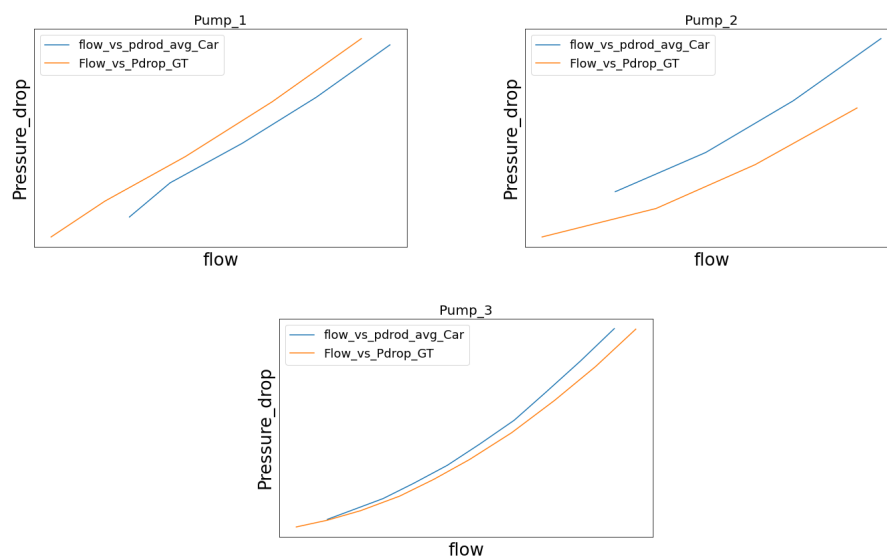 Pump_1
flow_vs_pdrod_avg_Car
Flow_vs_Pdrop_GT
Pressure_drop
flow
Pump_2
flow_vs_pdrod_avg_Car
Flow_vs_Pdrop_GT
Pressure_drop
flow
Pump_3
flow_vs_pdrod_avg_Car
Flow_vs_Pdrop_GT
Pressure_drop
flow